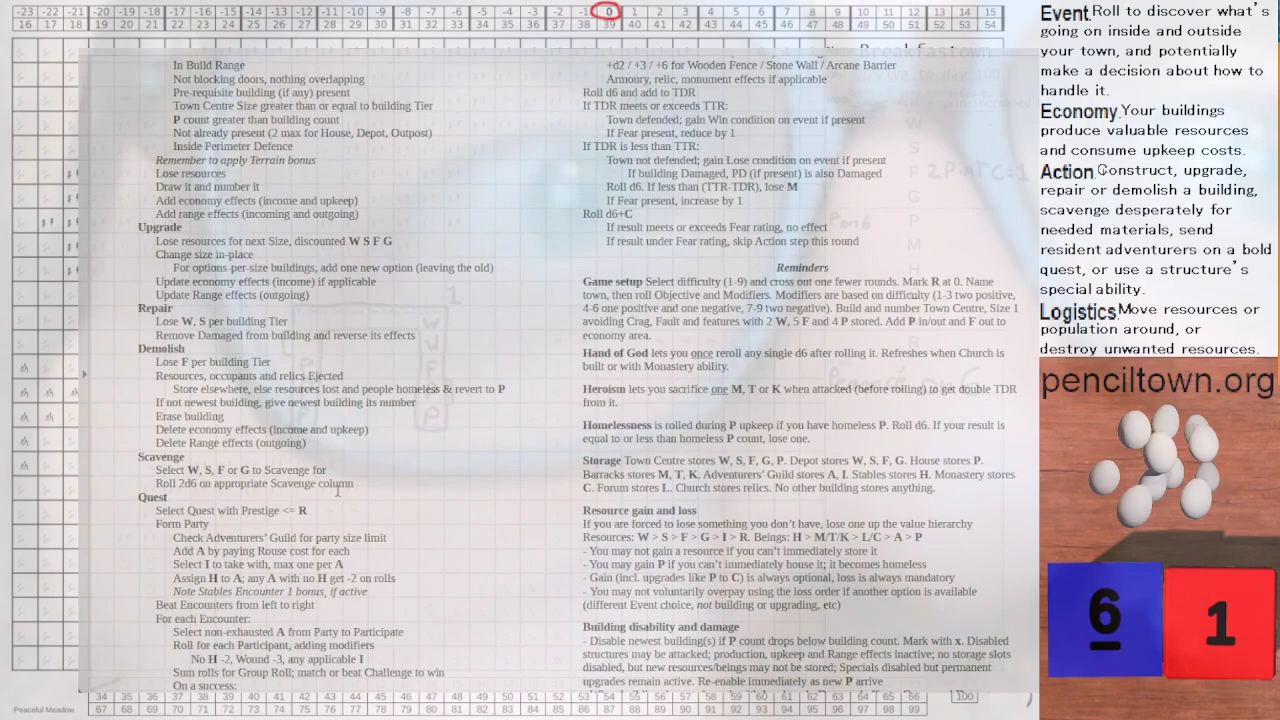 -23 -22 -21 -20 -19 -18 -17 -16 -15 -14 -13 -12 -11 -10 -9 -8 -7 -6 -5 -4 -3 -2 -1 0 1 2 3 4 5 6 7 8 9 10 11 12 13 14 15
16 17 18 19 20 21 22 23 24 25 26 27 28 29 30 31 32 33 34 35 36 37 38 39 40 41 42 43 44 45 46 47 48 49 50 51 52 53 54
Breakfastown
In Build Range
Not blocking doors, nothing overlapping
Pre-requisite building (if any) present
Town Centre Size greater than or equal to building Tier
P count greater than building count
Not already present (2 max for House, Depot, Outpost)
Inside Perimeter Defence
Remember to apply Terrain bonus
Lose resources
Draw it and number it
Add economy effects (income and upkeep)
Add range effects (incoming and outgoing)
Upgrade
Lose resources for next Size, discounted W S F G
Change size in-place
For options-per-size buildings, add one new option (leaving the old)
Update economy effects (income) if applicable
Update Range effects (outgoing)
Repair
Lose W, S per building Tier
Remove Damaged from building and reverse its effects
Demolish
Lose F per building Tier
Resources, occupants and relics Ejected
Store elsewhere, else resources lost and people homeless & revert to P
If not newest building, give newest building its number
Erase building
Delete economy effects (income and upkeep)
Delete Range effects (outgoing)
Scavenge
Select W, S, F or G to Scavenge for
Roll 2d6 on appropriate Scavenge column
Quest
Select Quest with Prestige <= R
Form Party
Check Adventurers' Guild for party size limit
Add A by paying Rouse cost for each
Select I to take with, max one per A
Assign H to A; any A with no H get -2 on rolls
Note Stables Encounter 1 bonus, if active
Beat Encounters from left to right
For each Encounter:
Select non-exhausted A from Party to Participate
Roll for each Participant, adding modifiers
No H -2, Wound -3, any applicable I
Sum rolls for Group Roll; match or beat Challenge to win
On a success:
+d2 / +3 / +6 for Wooden Fence / Stone Wall / Arcane Barrier
Armoury, relic, monument effects if applicable
Roll d6 and add to TDR
If TDR meets or exceeds TTR:
Town defended; gain Win condition on event if present
If Fear present, reduce by 1
If TDR is less than TTR:
Town not defended; gain Lose condition on event if present
If building Damaged, PD (if present) is also Damaged
Roll d6. If less than (TTR-TDR), lose M
If Fear present, increase by 1
Roll d6+C
If result meets or exceeds Fear rating, no effect
If result under Fear rating, skip Action step this round
Reminders
Game setup Select difficulty (1-9) and cross out one fewer rounds. Mark R at 0. Name
town, then roll Objective and Modifiers. Modifiers are based on difficulty (1-3 two positive,
4-6 one positive and one negative, 7-9 two negative). Build and number Town Centre, Size 1
avoiding Crag, Fault and features with 2 W, 5 F and 4 P stored. Add P in/out and F out to
economy area.
Hand of God lets you once reroll any single d6 after rolling it. Refreshes when Church is
built or with Monastery ability.
Heroism lets you sacrifice one M, T or K when attacked (before rolling) to get double TDR
from it.
Homelessness is rolled during P upkeep if you have homeless P. Roll d6. If your result is
equal to or less than homeless P count, lose one.
Storage Town Centre stores W, S, F, G, P. Depot stores W, S, F, G. House stores P.
Barracks stores M, T, K. Adventurers' Guild stores A, I. Stables stores H. Monastery stores
C. Forum stores L. Church stores relics. No other building stores anything.
Resource gain and loss
If you are forced to lose something you don't have, lose one up the value hierarchy
Resources: W > S > F > G > I > R. Beings: H > M/T/K > L/C > A > P
- You may not gain a resource if you can't immediately store it
- You may gain P if you can't immediately house it; it becomes homeless
- Gain (incl. upgrades like P to C) is always optional, loss is always mandatory
- You may not voluntarily overpay using the loss order if another option is available
(different Event choice, not building or upgrading, etc)
Building disability and damage
- Disable newest building(s) if P count drops below building count. Mark with x. Disabled
structures may be attacked; production, upkeep and Range effects inactive; no storage slots
disabled, but new resources/beings may not be stored; Specials disabled but permanent
upgrades remain active. Re-enable immediately as new P arrive
34 35 36 37 38 39 40 41 42 43 44 45 46 47 48 49 50 51 52 53 54 55 56 57 58 59 60 61 62 63 64 65 66 100
Peaceful Meadow 67 68 69 70 71 72 73 74 75 76 77 78 79 80 81 82 83 84 85 86 87 88 89 90 91 92 93 94 95 96 97 98 99
Event. Roll to discover what's
going on inside and outside
your town, and potentially
make a decision about how to
handle it.
Economy. Your buildings
produce valuable resources
and consume upkeep costs.
Action. Construct, upgrade,
repair or demolish a building,
scavenge desperately for
needed materials, send
resident adventurers on a bold
quest, or use a structure's
special ability.
Logistics. Move resources or
population around, or
destroy unwanted resources.
penciltown.org
6 1